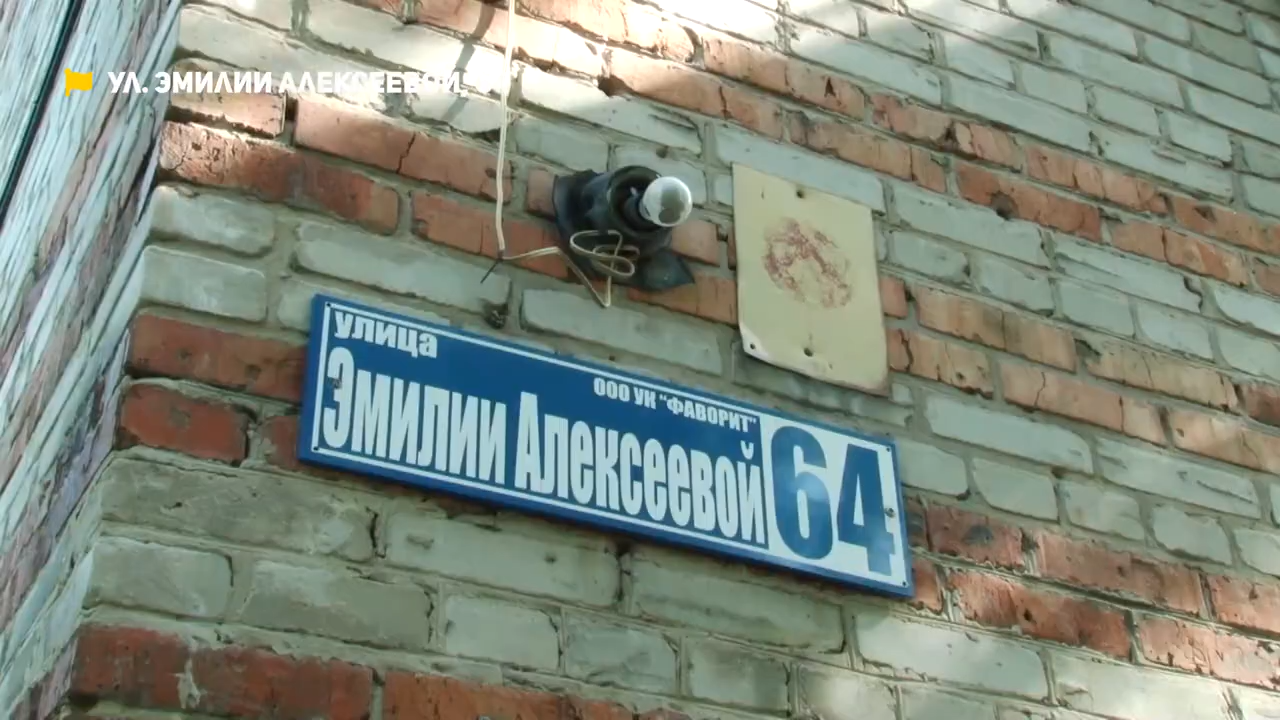 УЛ. ЭМИЛИИ АЛЕКСЕЕВОЙ
улица
ООО УК "ФАВОРИТ"
Эмилии Алексеевой 64